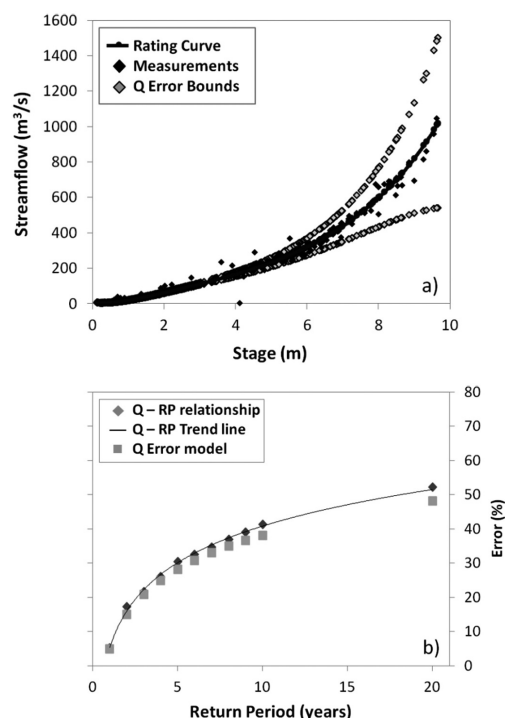 1600
1400
1200
1000
800
600
400
200
0
Streamflow (m³/s)
Rating Curve
Measurements
Q Error Bounds
a)
0 2 4 6 8 10
Stage (m)
Q – RP relationship
Q – RP Trend line
Q Error model
80
70
60
50
40
30
20
10
0
Error (%)
b)
0 5 10 15 20
Return Period (years)